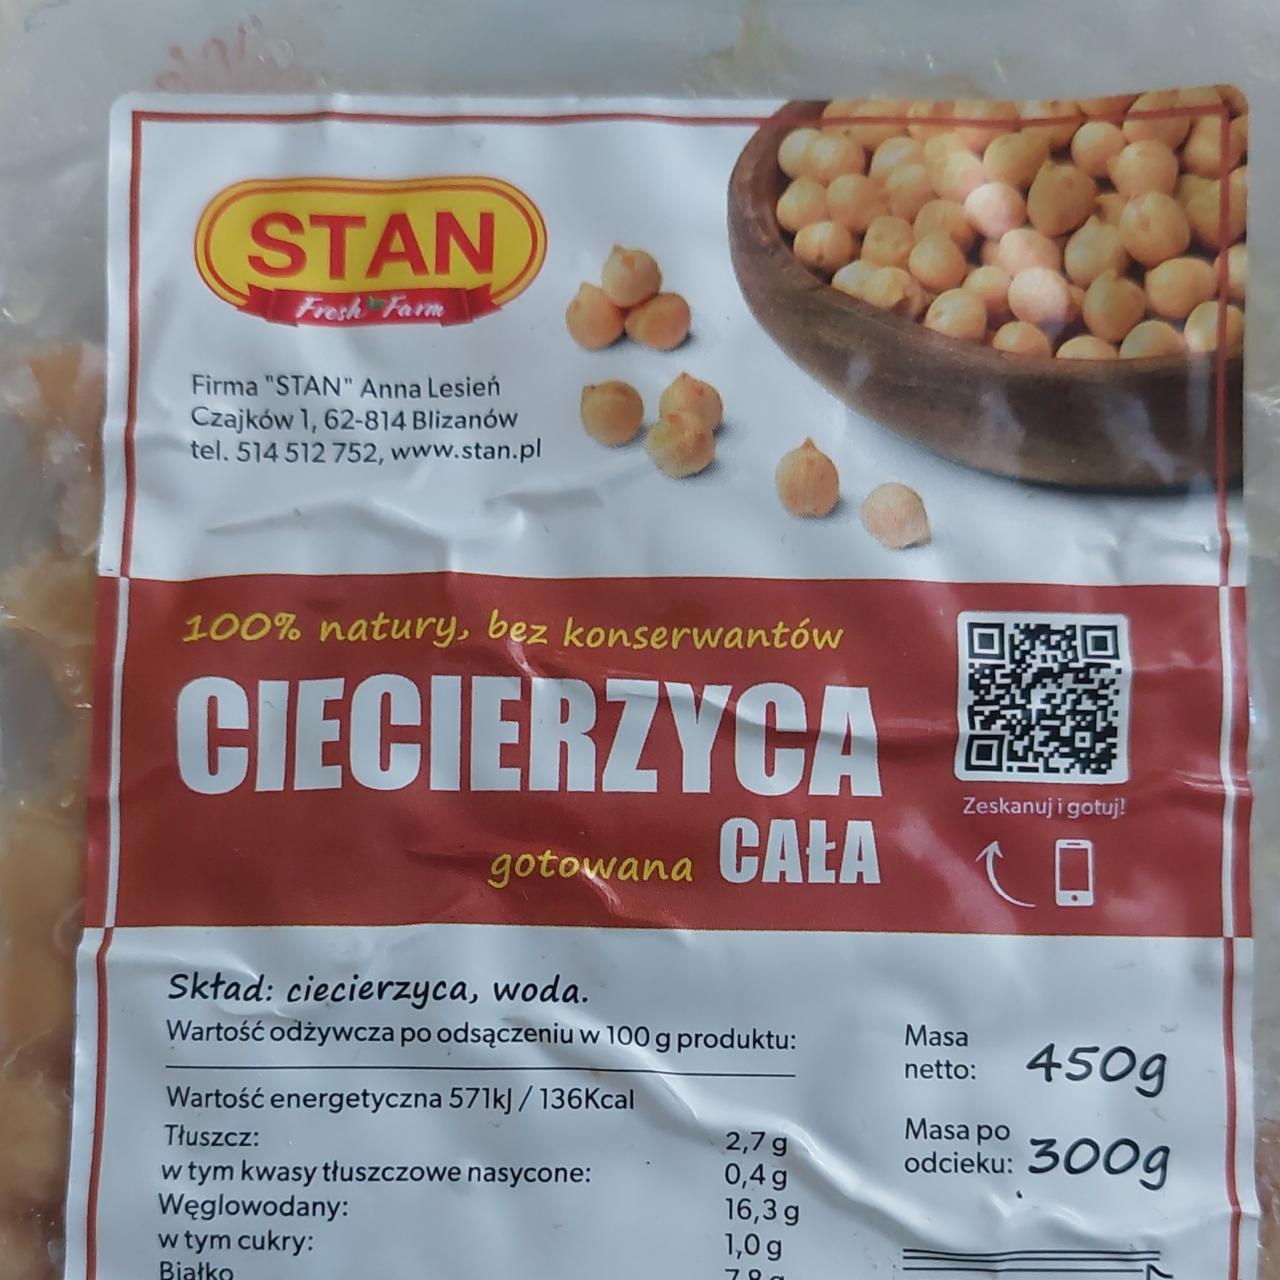 STAN
Fresh Farm
Firma "STAN" Anna Lesień
Czajków 1, 62-814 Blizanów
tel. 514 512 752, www.stan.pl
100% natury, bez konserwantów
CIECIERZYCA
gotowana CAŁA
Zeskanuj i gotuj!
Skład: ciecierzyca, woda.
Wartość odżywcza po odsączeniu w 100 g produktu:
Wartość energetyczna 571kJ / 136Kcal
Tłuszcz: 2,7 g
w tym kwasy tłuszczowe nasycone: 0,4 g
Węglowodany: 16,3 g
w tym cukry: 1,0 g
Białko 7,8 g
Masa
netto: 450g
Masa po
odcieku: 300g